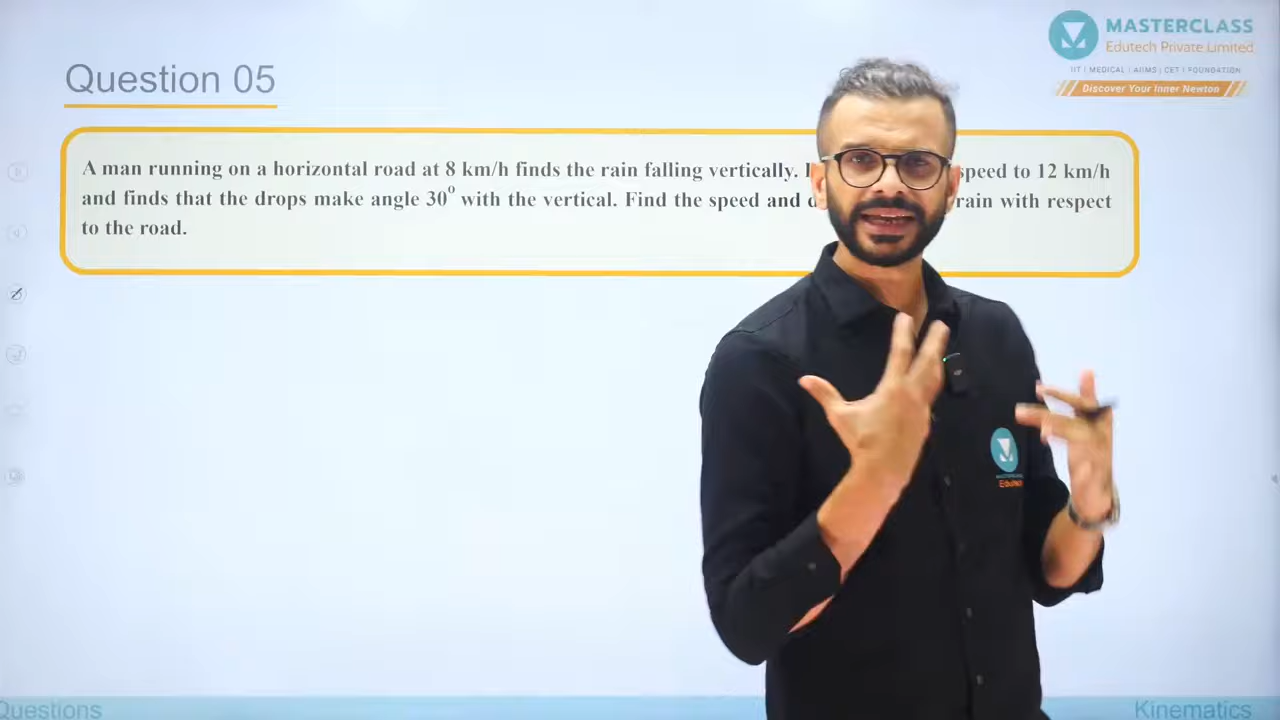 MASTERCLASS
Edutech Private Limited
IIT | MEDICAL | AIIMS | CET | FOUNDATION
Discover Your Inner Newton
Question 05
A man running on a horizontal road at 8 km/h finds the rain falling vertically. speed to 12 km/h
and finds that the drops make angle 30⁰ with the vertical. Find the speed and rain with respect
to the road.
Questions
Kinematics